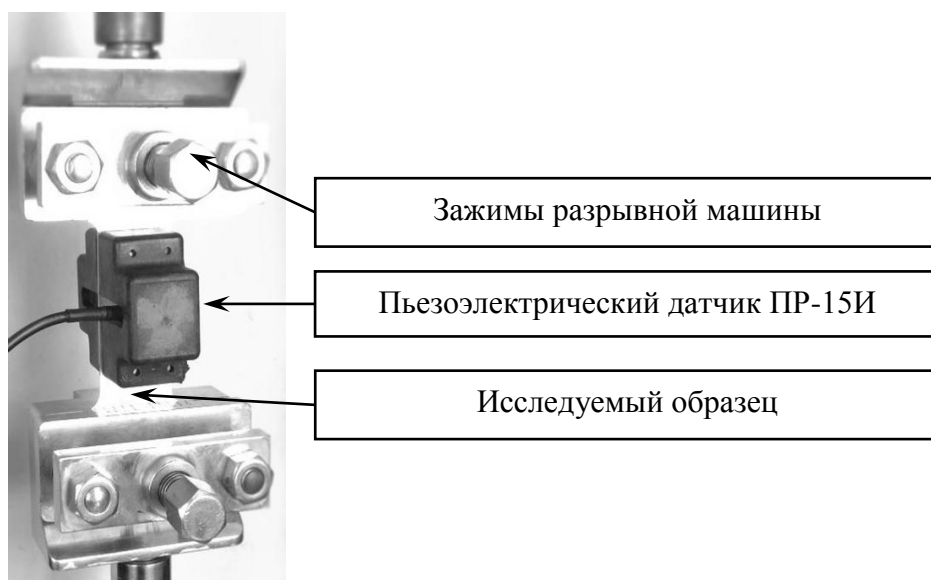 Зажимы разрывной машины
Пьезоэлектрический датчик ПР-15И
Исследуемый образец